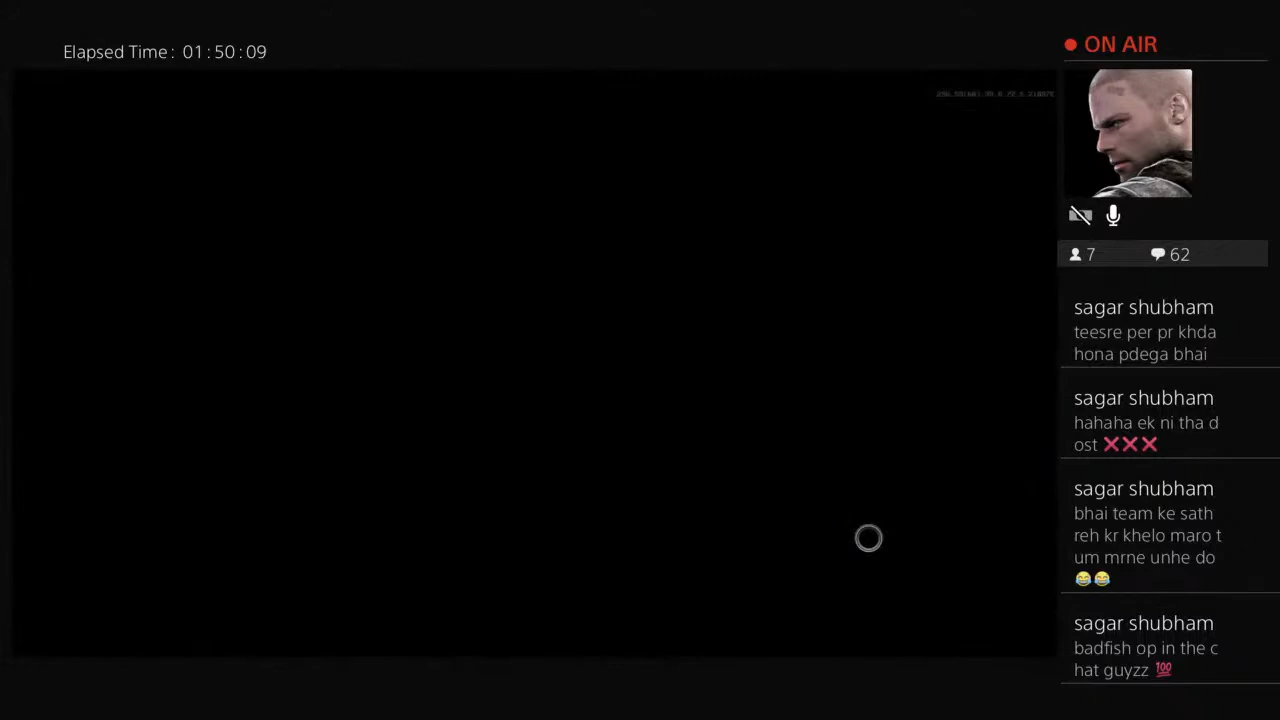 Elapsed Time: 01:50:09
ON AIR
7 62
sagar shubham
teesre per pr khda
hona pdega bhai
sagar shubham
hahaha ek ni tha d
ost ❌❌❌
sagar shubham
bhai team ke sath
reh kr khelo maro t
um mrne unhe do
😂😂
sagar shubham
badfish op in the c
hat guyzz 💯